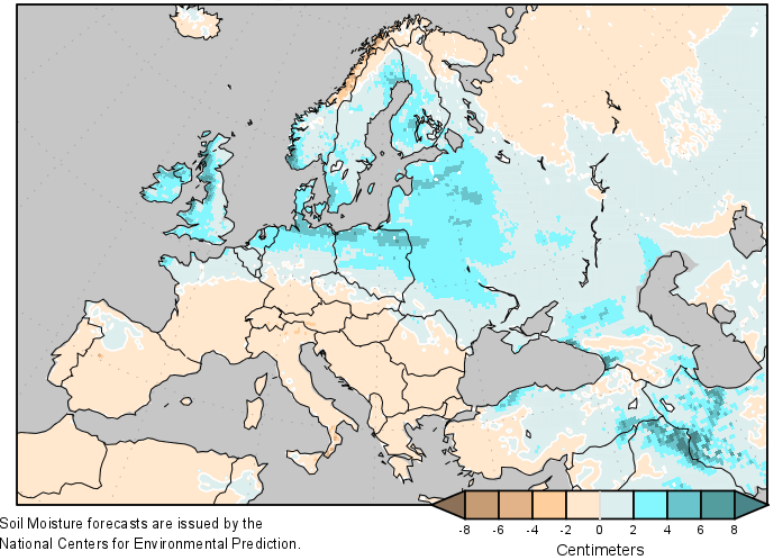 Soil Moisture forecasts are issued by the
National Centers for Environmental Prediction.
-8 -6 -4 -2 0 2 4 6 8
Centimeters